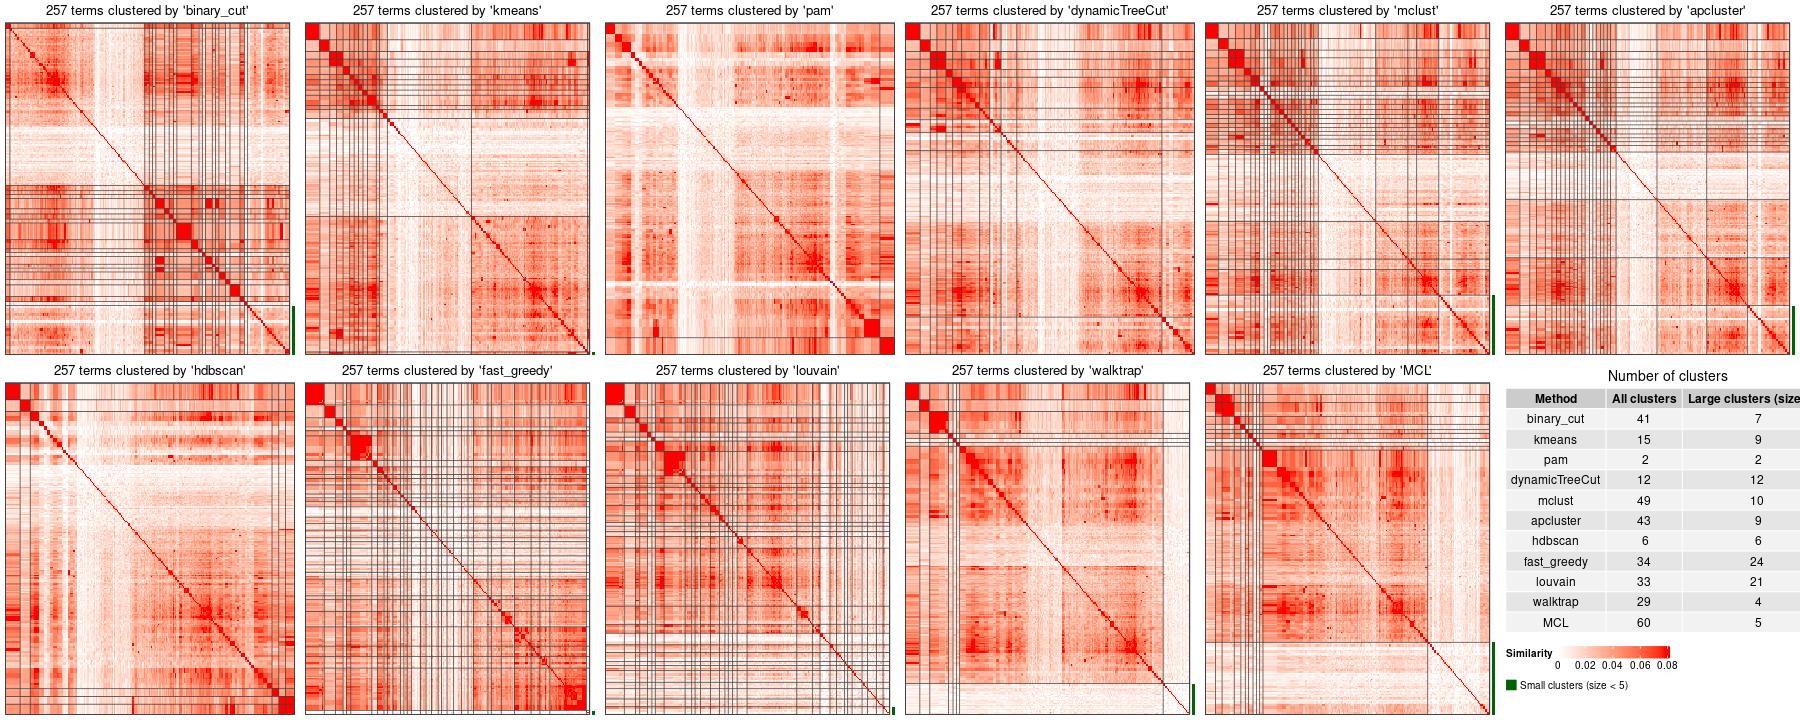 257 terms clustered by 'binary_cut'
257 terms clustered by 'kmeans'
257 terms clustered by 'pam'
257 terms clustered by 'dynamicTreeCut'
257 terms clustered by 'mclust'
257 terms clustered by 'apcluster'
257 terms clustered by 'hdbscan'
257 terms clustered by 'fast_greedy'
257 terms clustered by 'louvain'
257 terms clustered by 'walktrap'
257 terms clustered by 'MCL'
Number of clusters
Method All clusters Large clusters (size
binary_cut 41 7
kmeans 15 9
pam 2 2
dynamicTreeCut 12 12
mclust 49 10
apcluster 43 9
hdbscan 6 6
fast_greedy 34 24
louvain 33 21
walktrap 29 4
MCL 60 5
Similarity
0 0.02 0.04 0.06 0.08
Small clusters (size < 5)